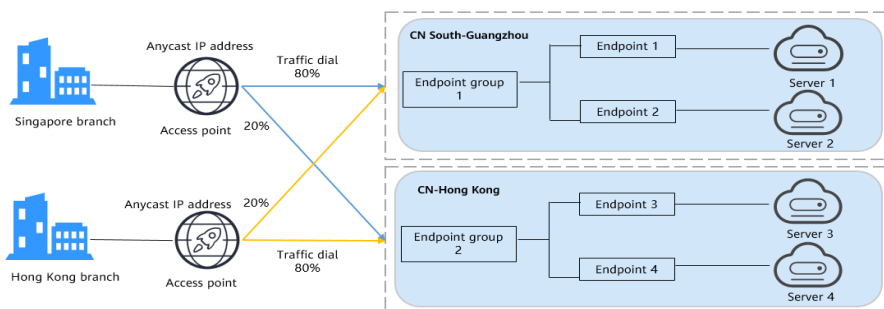 Anycast IP address
Traffic dial
80%
Singapore branch
Access point
20%
CN South-Guangzhou
Endpoint group
1
Endpoint 1
Server 1
Endpoint 2
Server 2
Anycast IP address
20%
Hong Kong branch
Access point
Traffic dial
80%
CN-Hong Kong
Endpoint group
2
Endpoint 3
Server 3
Endpoint 4
Server 4